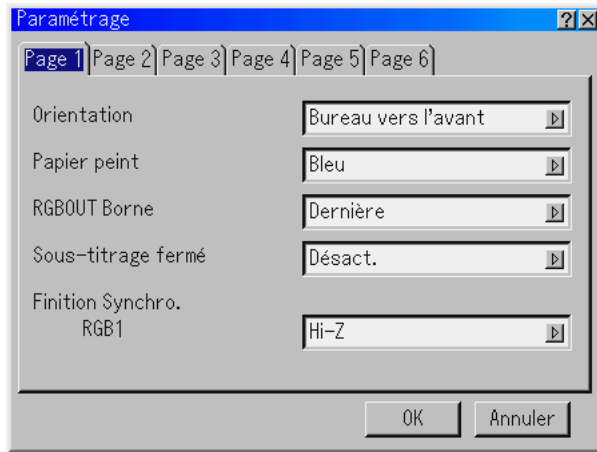 Paramétrage
Page 1 Page 2 Page 3 Page 4 Page 5 Page 6
Orientation Bureau vers l'avant
Papier peint Bleu
RGBOUT Borne Dernière
Sous-titrage fermé Désact.
Finition Synchro.
RGB1 Hi-Z
OK Annuler